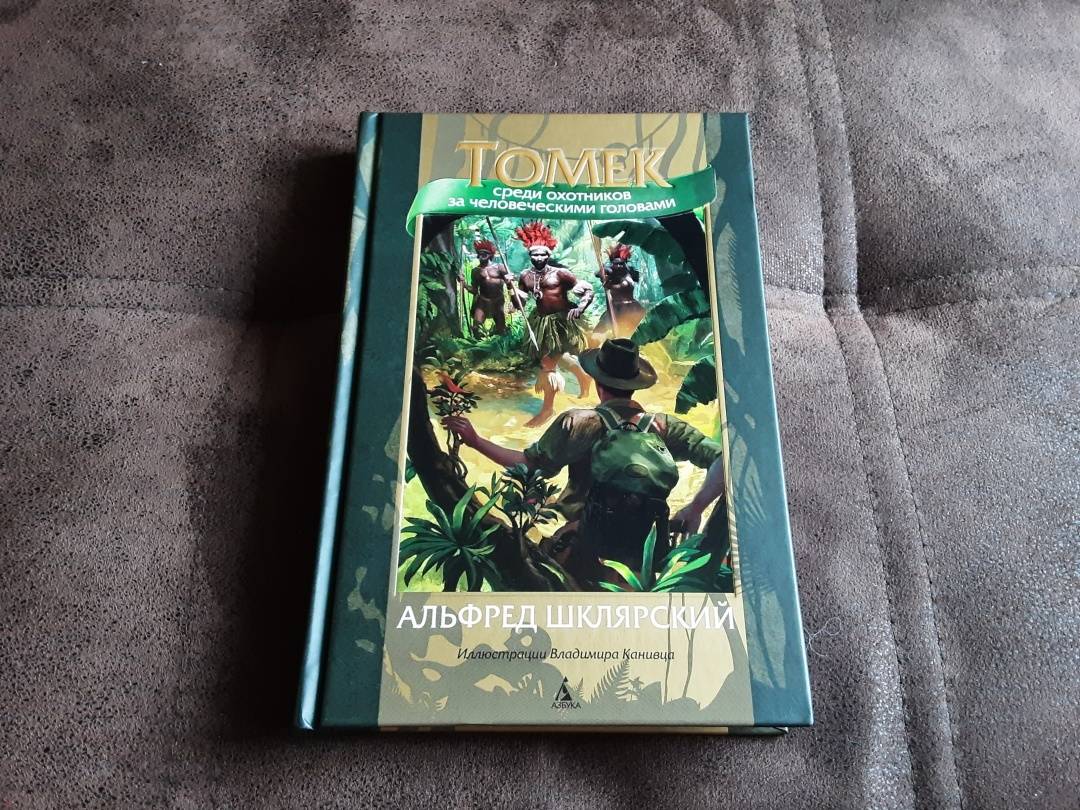 ТОМЕК
среди охотников
за человеческими головами
АЛЬФРЕД ШКЛЯРСКИЙ
Иллюстрации Владимира Канивца
АЗБУКА